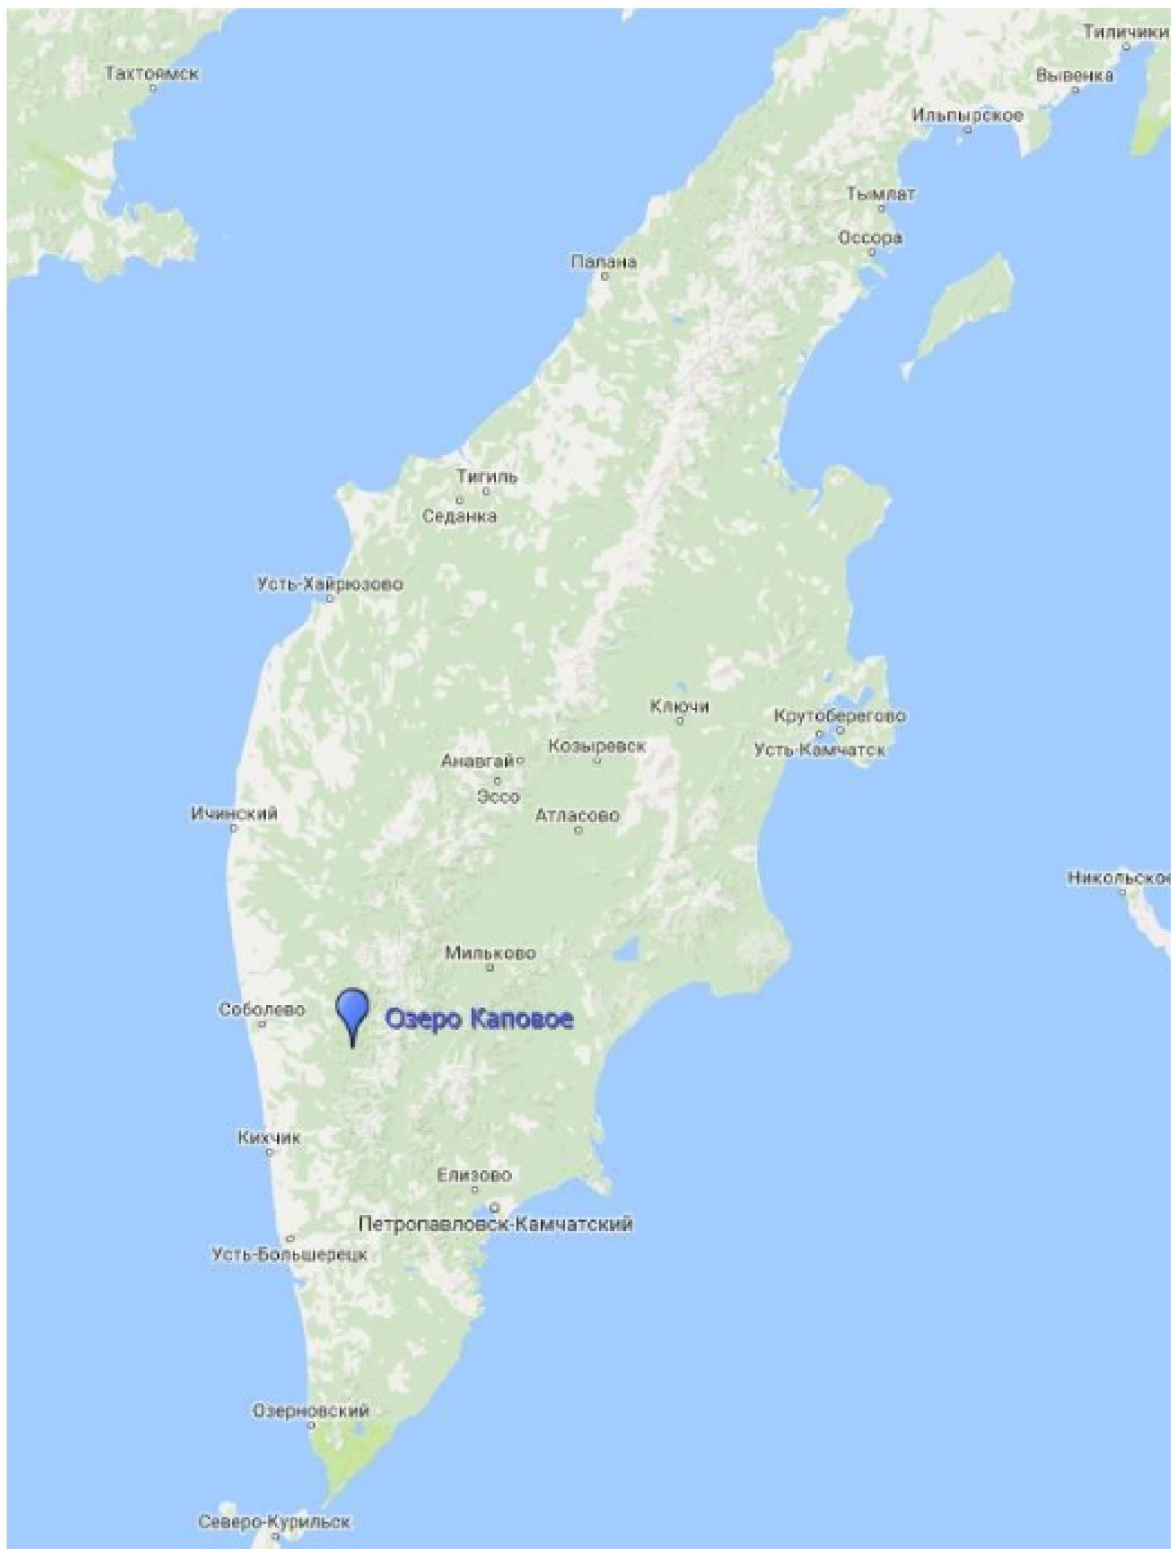 Тиличики
Тахтоямск
Вывенка
Ильпырское
Тымлат
Оссора
Палана
Тигиль
Седанка
Усть-Хайрюзово
Ключи
Крутоберегово
Козыревск
Усть-Камчатск
Анавгай
Эссо
Ичинский
Атласово
Никольское
Мильково
Соболево
Озеро Каповое
Кихчик
Елизово
Петропавловск-Камчатский
Усть-Большерецк
Озерновский
Северо-Курильск